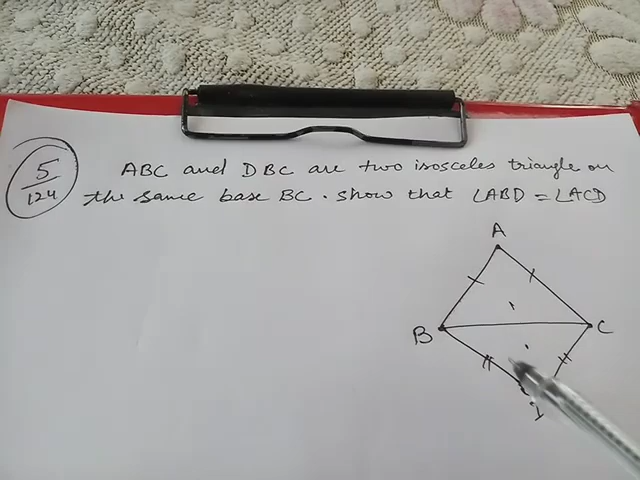 5
124
ABC and DBC are two isosceles triangle on
the same base BC. show that ∠ABD = ∠ACD
A
B
C